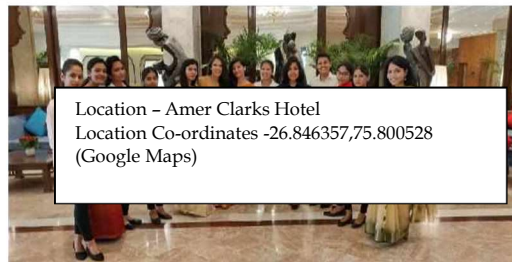 Location – Amer Clarks Hotel
Location Co-ordinates -26.846357,75.800528
(Google Maps)